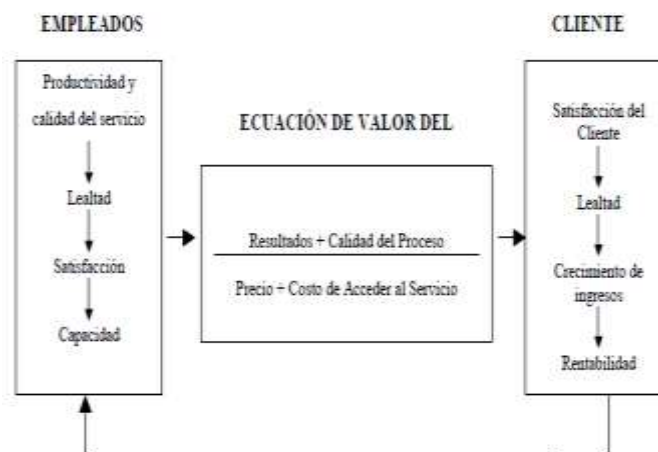 EMPLEADOS
Productividad y
calidad del servicio
Lealtad
Satisfacción
Capacidad
ECUACIÓN DE VALOR DEL
Resultados + Calidad del Proceso
Precio + Costo de Acceder al Servicio
CLIENTE
Satisfacción del
Cliente
Lealtad
Crecimiento de
ingresos
Rentabilidad